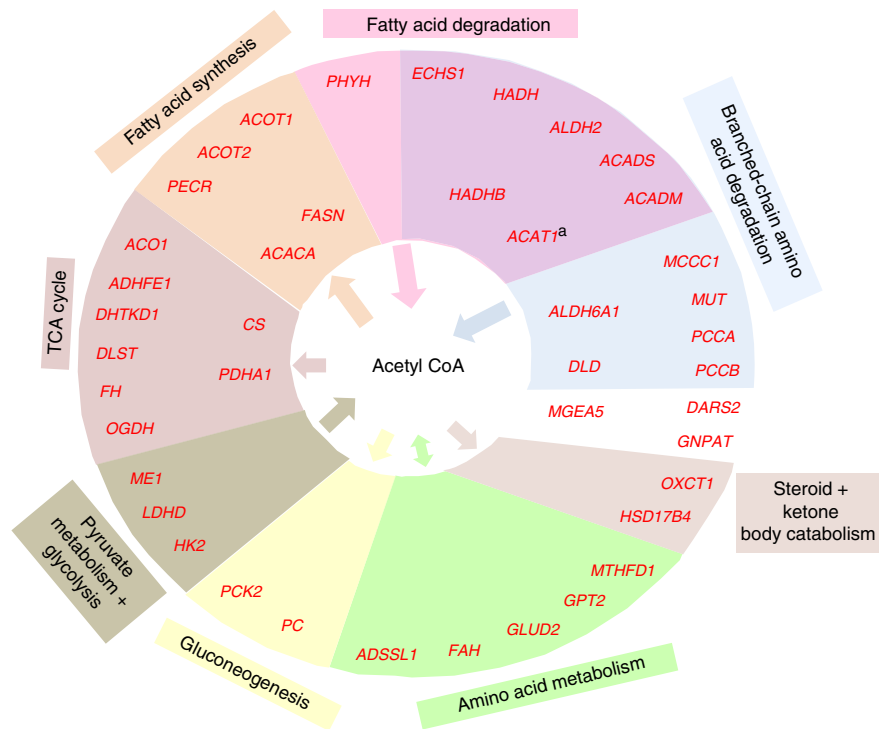 Fatty acid degradation
Fatty acid synthesis
PHYH
ECHS1
HADH
ALDH2
ACADS
ACADM
HADHB
ACAT1a
Branched-chain amino
acid degradation
ACOT1
ACOT2
PECR
FASN
ACACA
MCCC1
MUT
PCCA
PCCB
ALDH6A1
DLD
TCA cycle
ACO1
ADHFE1
DHTKD1
DLST
FH
OGDH
CS
PDHA1
Acetyl CoA
MGEA5
DARS2
GNPAT
OXCT1
HSD17B4
Steroid +
ketone
body catabolism
ME1
LDHD
HK2
Pyruvate
metabolism +
glycolysis
PCK2
PC
Gluconeogenesis
MTHFD1
GPT2
GLUD2
FAH
ADSSL1
Amino acid metabolism